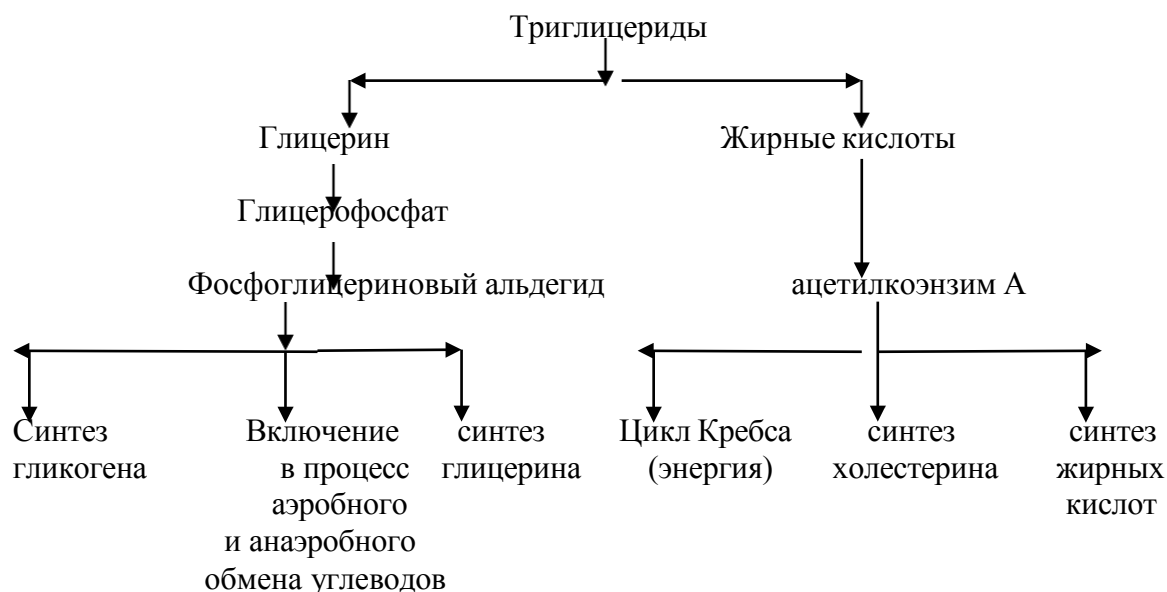 Триглицериды
Глицерин
Жирные кислоты
Глицерофосфат
Фосфоглицериновый альдегид
ацетилкоэнзим А
Синтез
гликогена
Включение
в процесс
аэробного
и анаэробного
обмена углеводов
синтез
глицерина
Цикл Кребса
(энергия)
синтез
холестерина
синтез
жирных
кислот